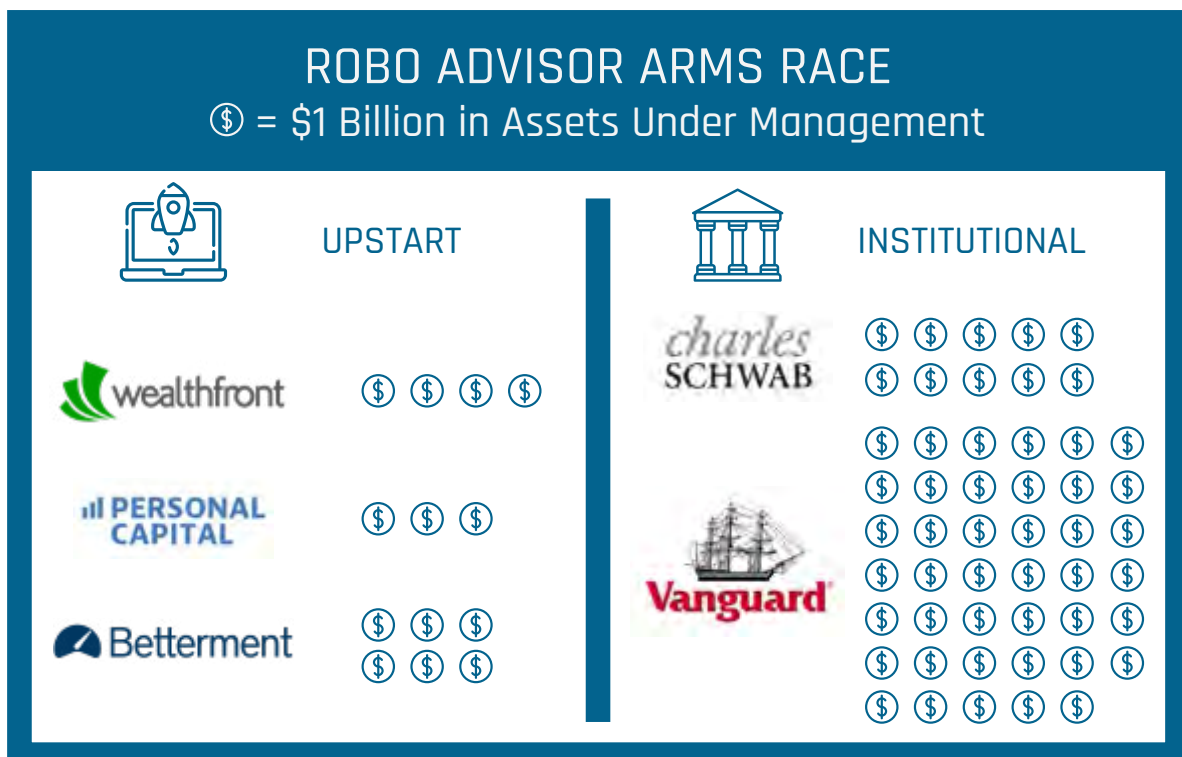 ROBO ADVISOR ARMS RACE
$ = $1 Billion in Assets Under Management
UPSTART
wealthfront
$ $ $ $
PERSONAL
CAPITAL
$ $ $
Betterment
$ $ $
$ $ $
INSTITUTIONAL
charles
SCHWAB
$ $ $ $ $
$ $ $ $ $
Vanguard®
$ $ $ $ $ $
$ $ $ $ $ $
$ $ $ $ $ $
$ $ $ $ $ $
$ $ $ $ $ $
$ $ $ $ $ $
$ $ $ $ $